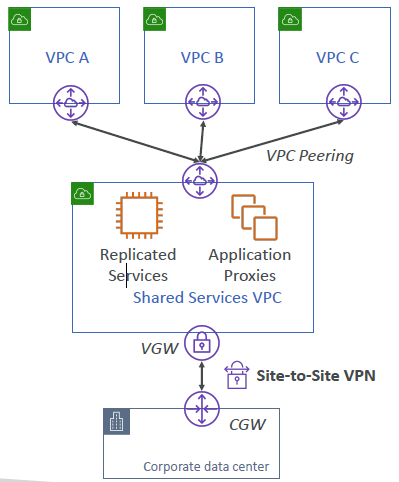 VPC A
VPC B
VPC C
VPC Peering
Replicated
Services
Application
Proxies
Shared Services VPC
VGW
Site-to-Site VPN
CGW
Corporate data center